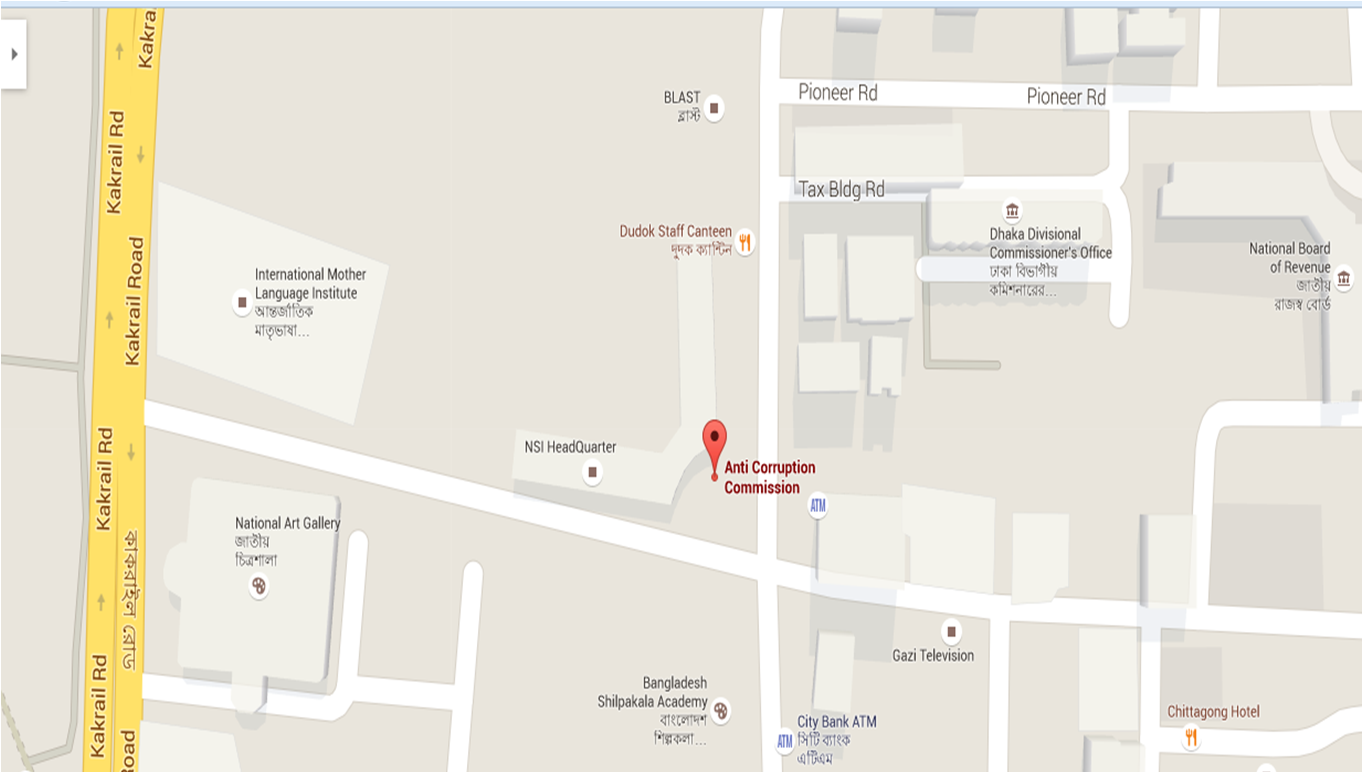 Kakra
Kakrail Rd
Kakrail Road
Kakrail Rd
Kakrail Rd
Road
কাকরাইল রোড
BLAST
ব্লাস্ট
Pioneer Rd
Pioneer Rd
Tax Bldg Rd
Dudok Staff Canteen
দুদক ক্যান্টিন
Dhaka Divisional
Commissioner's Office
ঢাকা বিভাগীয়
কমিশনারের...
National Board
of Revenue
জাতীয়
রাজস্ব বোর্ড
International Mother
Language Institute
আন্তর্জাতিক
মাতৃভাষা...
NSI HeadQuarter
Anti Corruption
Commission
ATM
National Art Gallery
জাতীয়
চিত্রশালা
Gazi Television
Bangladesh
Shilpakala Academy
বাংলাদেশ
শিল্পকলা...
ATM
City Bank ATM
সিটি ব্যাংক
এটিএম
Chittagong Hotel